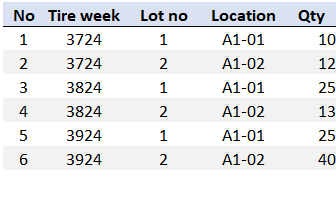 No Tire week Lot no Location Qty
1 3724 1 A1-01 10
2 3724 2 A1-02 12
3 3824 1 A1-01 25
4 3824 2 A1-02 13
5 3924 1 A1-01 25
6 3924 2 A1-02 40